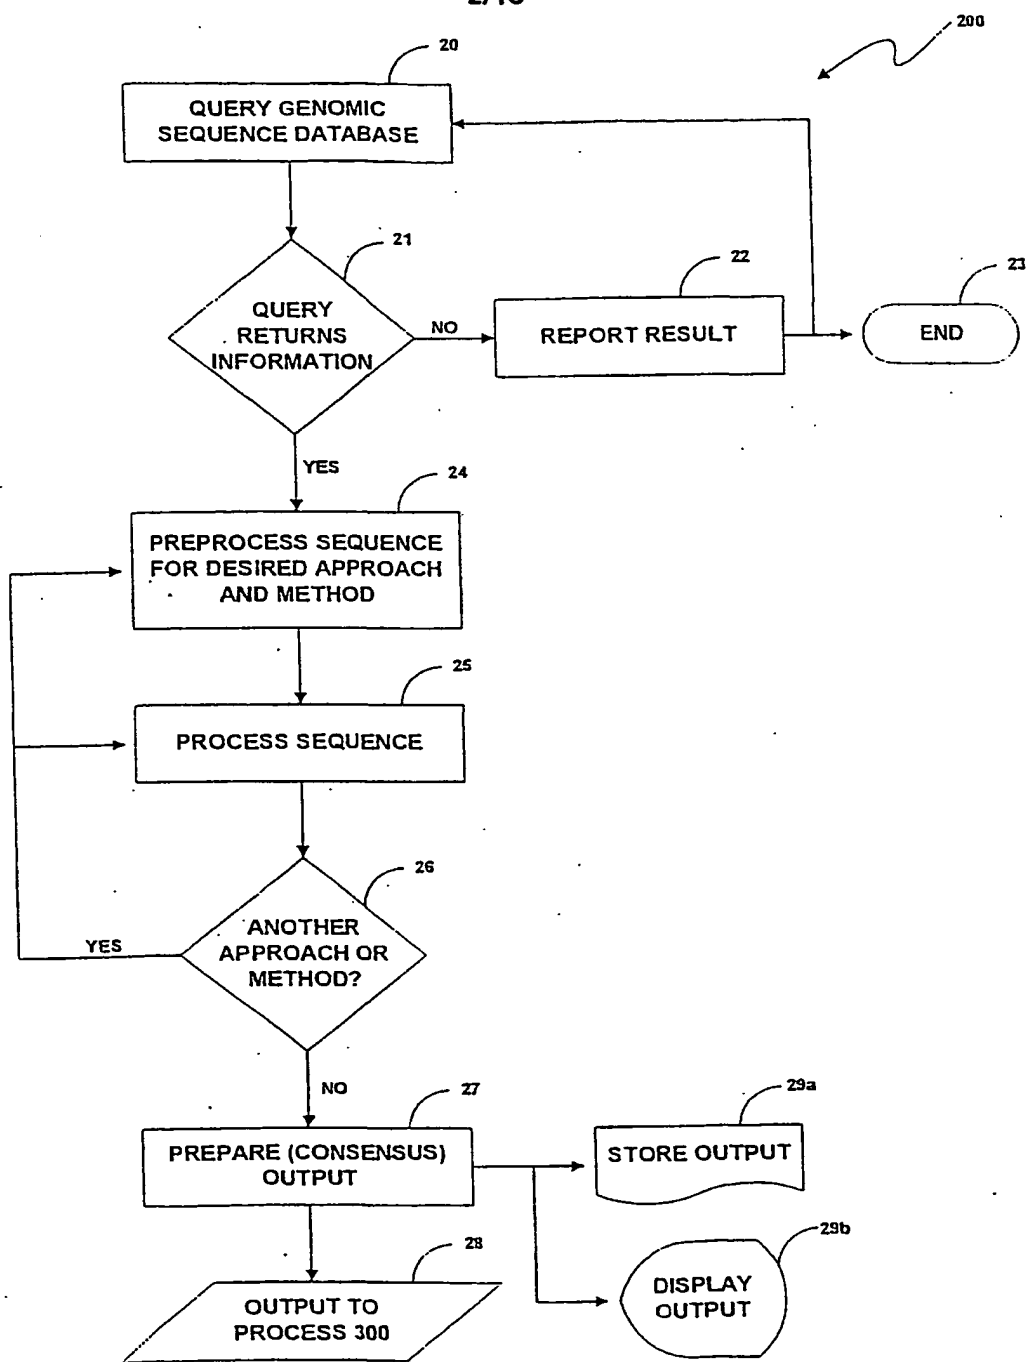 200
20
QUERY GENOMIC
SEQUENCE DATABASE
21
QUERY
RETURNS
INFORMATION
NO
22
REPORT RESULT
23
END
YES
24
PREPROCESS SEQUENCE
FOR DESIRED APPROACH
AND METHOD
25
PROCESS SEQUENCE
26
ANOTHER
APPROACH OR
METHOD?
YES
NO
27
PREPARE (CONSENSUS)
OUTPUT
29a
STORE OUTPUT
28
OUTPUT TO
PROCESS 300
29b
DISPLAY
OUTPUT